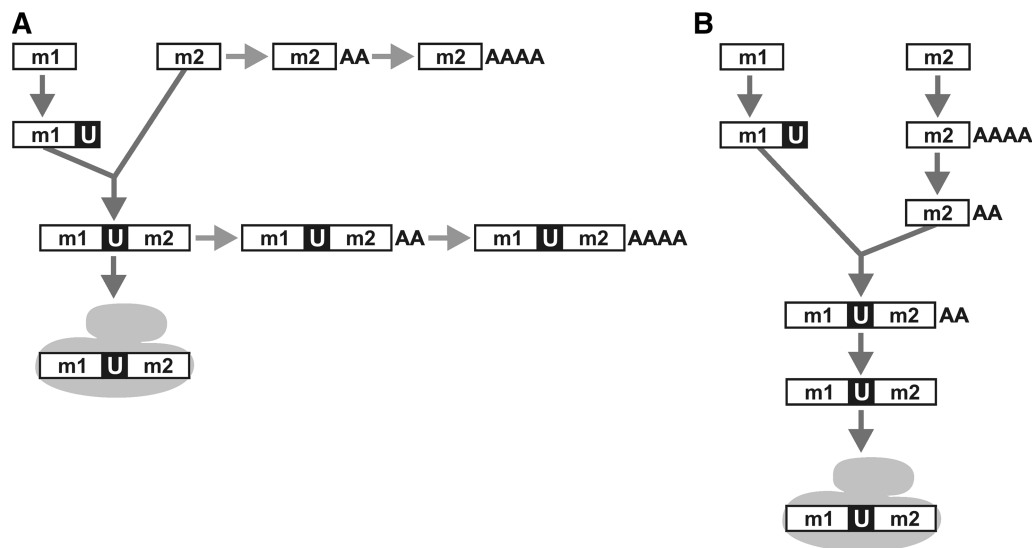 A
m1 m2 m2 AA m2 AAAA
m1 U
m1 U m2 m1 U m2 AA m1 U m2 AAAA
m1 U m2
B
m1 m2
m1 U m2 AAAA
m2 AA
m1 U m2 AA
m1 U m2
m1 U m2